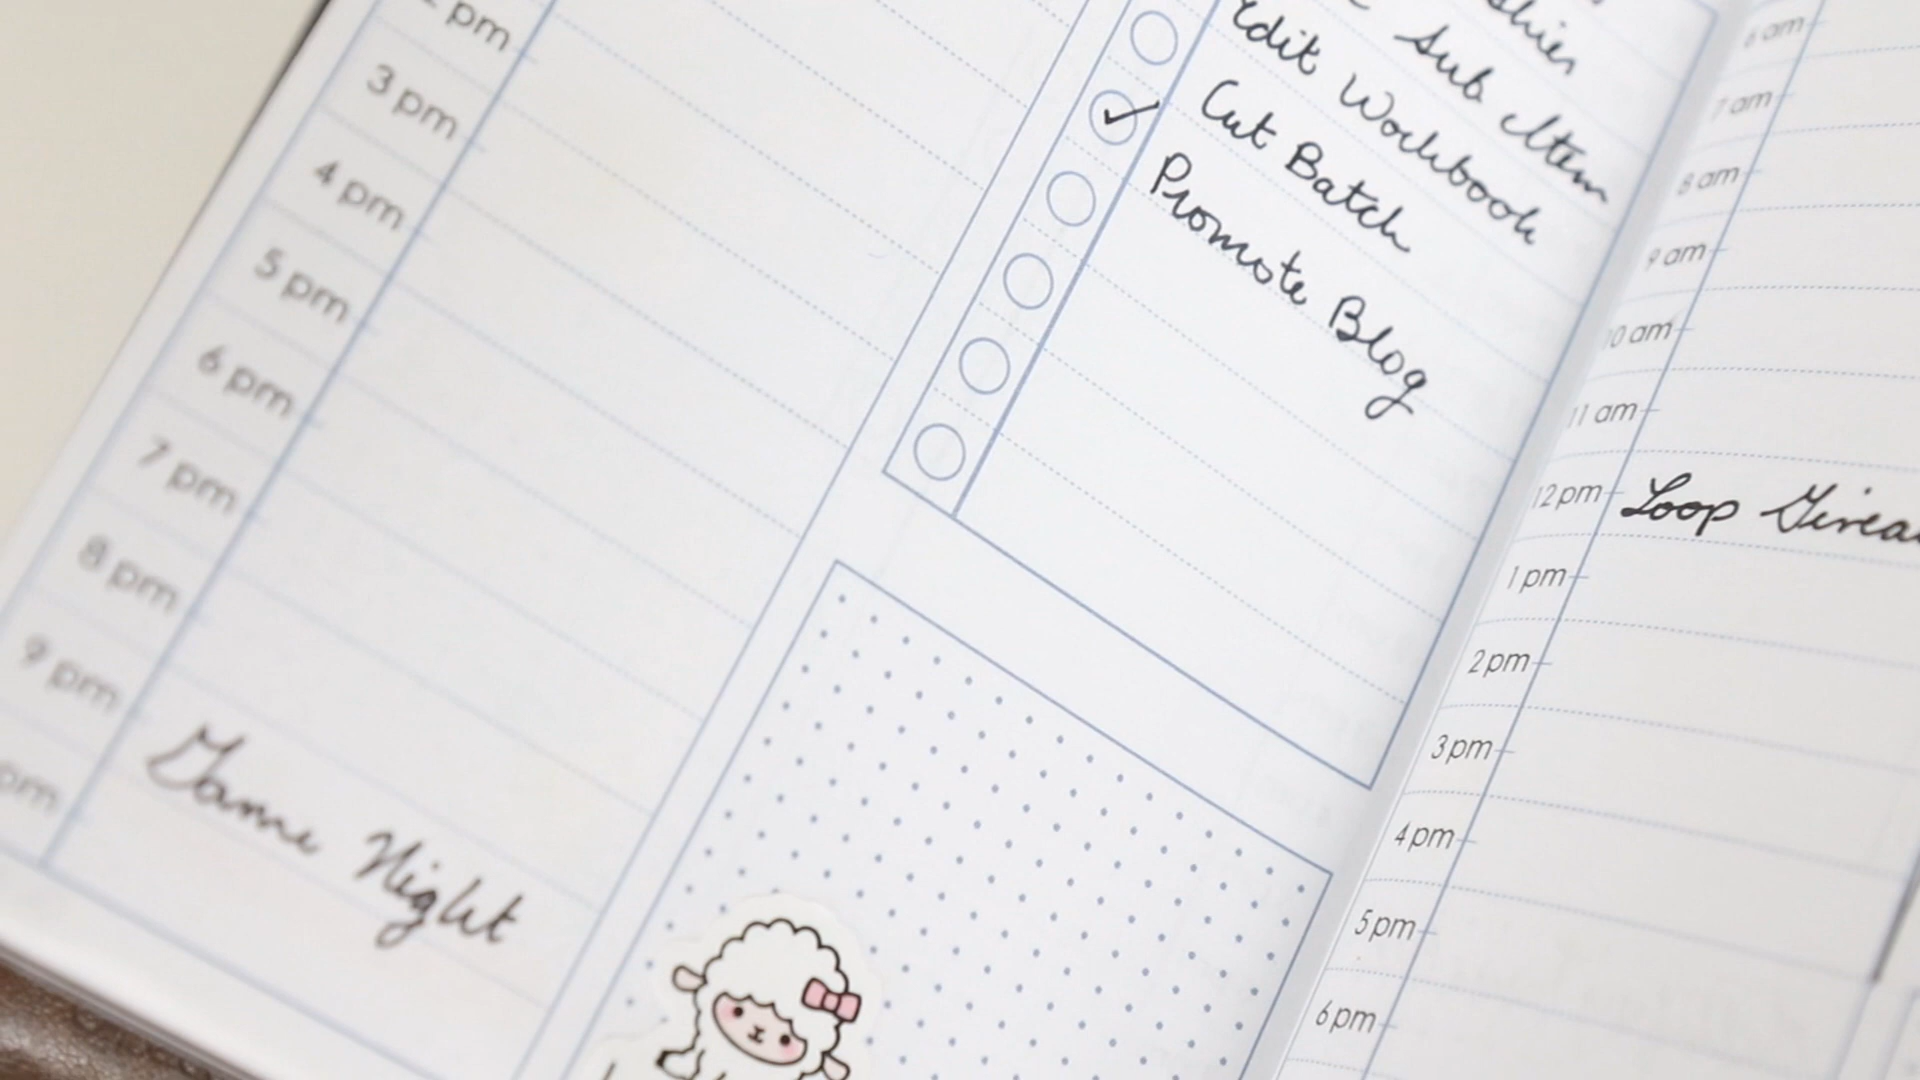 3 pm
4 pm
5 pm
6 pm
7 pm
8 pm
9 pm
pm
Game Night
Sub Item
Edit Workbook
Cut Batch
Promote Blog
6 am
7 am
8 am
9 am
10 am
11 am
12 pm Loop
1 pm
2 pm
3 pm
4 pm
5 pm
6 pm